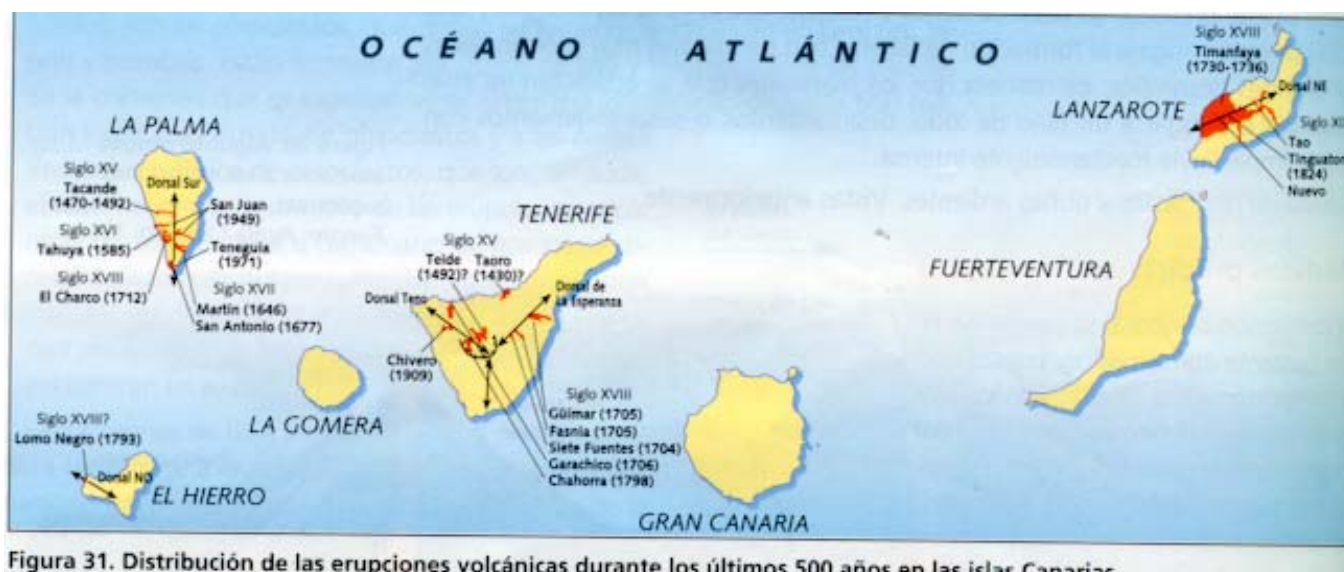 OCÉANO ATLÁNTICO
LA PALMA
Siglo XV
Tacande
(1470-1492)
Siglo XVI
Tahuya (1585)
Siglo XVIII
El Charco (1712)
Dorsal Sur
San Juan
(1949)
Teneguía
(1971)
Siglo XVII
Martín (1646)
San Antonio (1677)
Siglo XVIII?
Lomo Negro (1793)
Dorsal NO
EL HIERRO
LA GOMERA
TENERIFE
Siglo XV
Telde
(1492)?
Taoro
(1430)?
Dorsal Teno
Dorsal de
La Esperanza
Chivero
(1909)
Siglo XVIII
Güímar (1705)
Fasnia (1705)
Siete Fuentes (1704)
Garachico (1706)
Chahorra (1798)
GRAN CANARIA
FUERTEVENTURA
LANZAROTE
Siglo XVIII
Timanfaya
(1730-1736)
Dorsal NE
Siglo
Tao
Tinguaton
(1824)
Nuevo
Figura 31. Distribución de las erupciones volcánicas durante los últimos 500 años en las islas Canarias